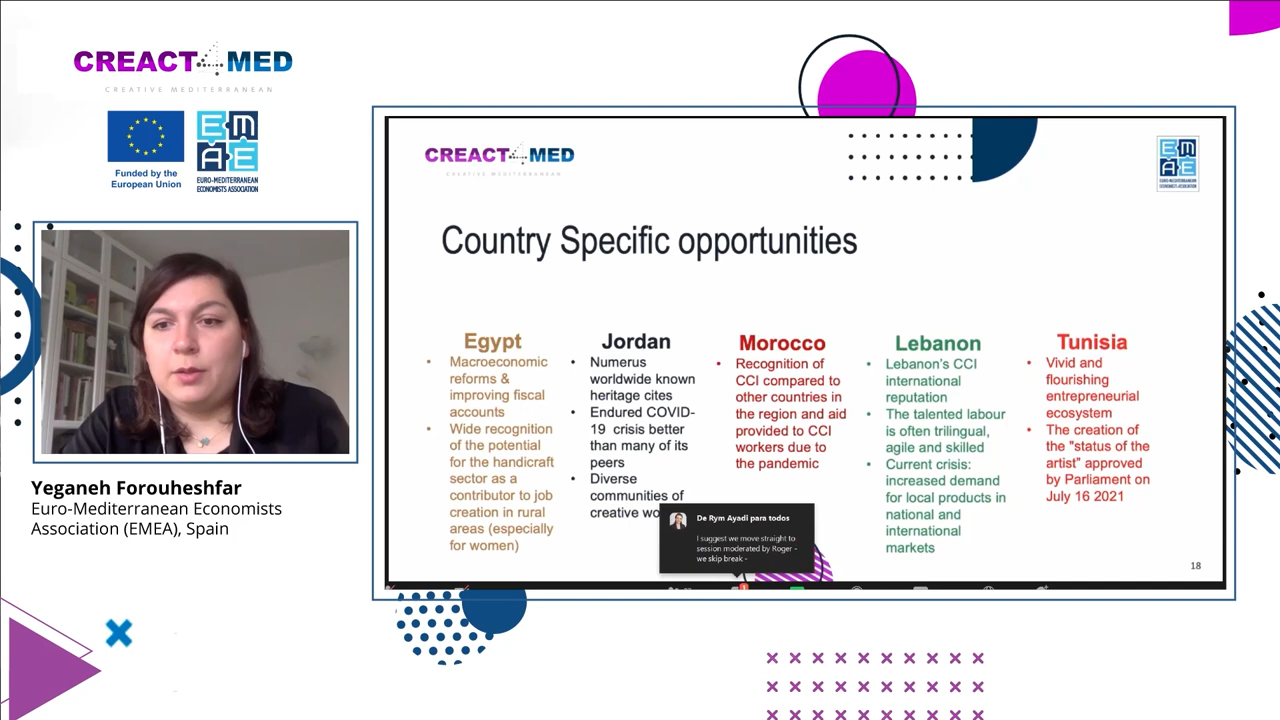 CREACT4MED
CREATIVE MEDITERRANEAN
Funded by the
European Union
EMAE
EURO-MEDITERRANEAN
ECONOMISTS ASSOCIATION
Yeganeh Forouheshfar
Euro-Mediterranean Economists
Association (EMEA), Spain
CREACT4MED
CREATIVE MEDITERRANEAN
EMAE
EURO-MEDITERRANEAN
ECONOMISTS ASSOCIATION
Country Specific opportunities
Egypt
• Macroeconomic
reforms &
improving fiscal
accounts
• Wide recognition
of the potential
for the handicraft
sector as a
contributor to job
creation in rural
areas (especially
for women)
Jordan
• Numerus
worldwide known
heritage cites
• Endured COVID-
19 crisis better
than many of its
peers
• Diverse
communities of
creative
Morocco
• Recognition of
CCI compared to
other countries in
the region and aid
provided to CCI
workers due to
the pandemic
Lebanon
• Lebanon's CCI
international
reputation
• The talented labour
is often trilingual,
agile and skilled
• Current crisis:
increased demand
for local products in
national and
international
markets
Tunisia
• Vivid and
flourishing
entrepreneurial
ecosystem
• The creation of
the "status of the
artist" approved
by Parliament on
July 16 2021
De Rym Ayadi para todos
I suggest we move straight to
session moderated by Roger -
we skip break -
18